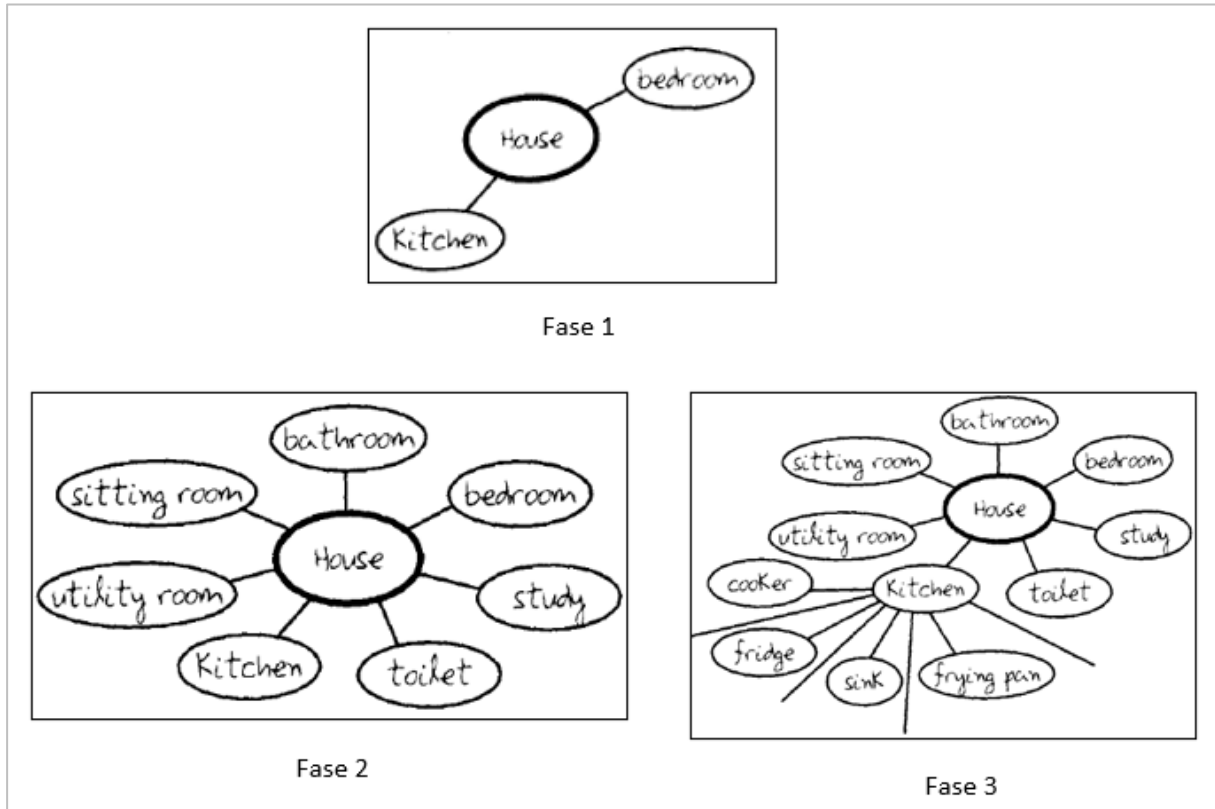 bedroom
House
Kitchen
Fase 1
bathroom
sitting room
bedroom
House
utility room
study
Kitchen
toilet
Fase 2
bathroom
sitting room
bedroom
House
utility room
study
cooker
Kitchen
toilet
fridge
sink
frying pan
Fase 3